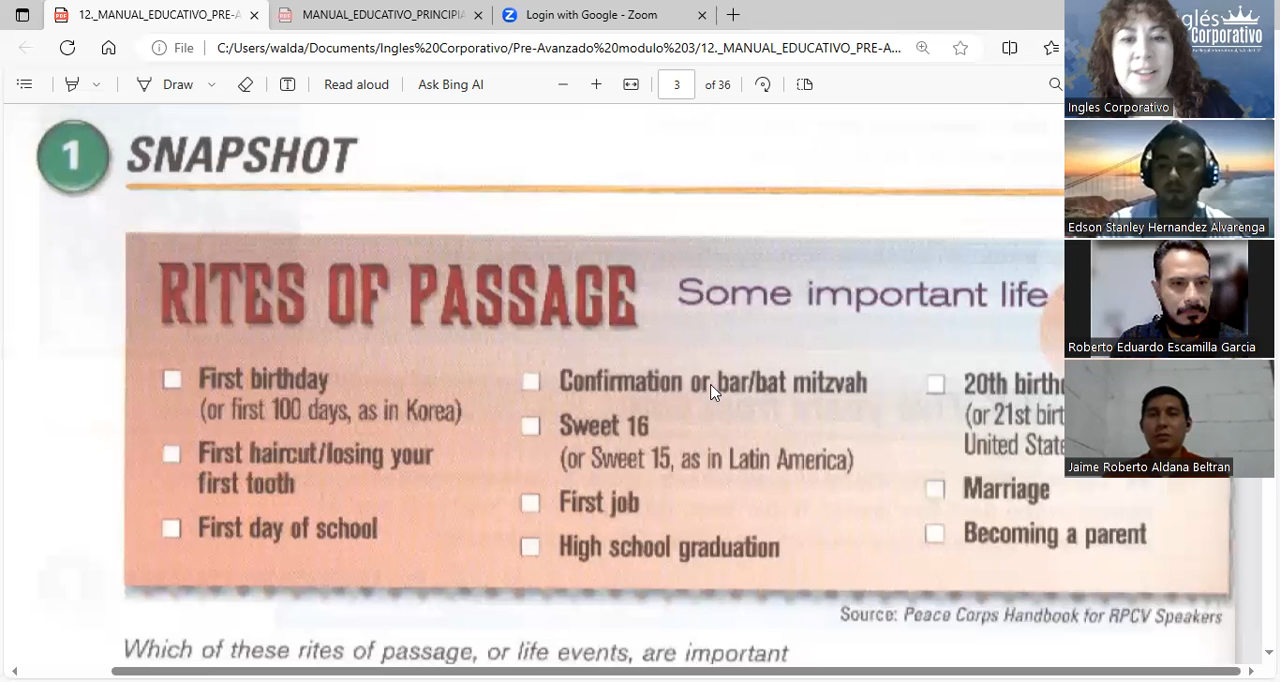 12._MANUAL_EDUCATIVO_PRE-A
MANUAL_EDUCATIVO_PRINCIPIA
Login with Google - Zoom
File
C:/Users/walda/Documents/Ingles%20Corporativo/Pre-Avanzado%20modulo%203/12._MANUAL_EDUCATIVO_PRE-A...
Draw
Read aloud
Ask Bing AI
3 of 36
glés
Corporativo
Ingles Corporativo
Edson Stanley Hernandez Alvarenga
Roberto Eduardo Escamilla Garcia
Jaime Roberto Aldana Beltran
1 SNAPSHOT
RITES OF PASSAGE
Some important life
First birthday
(or first 100 days, as in Korea)
First haircut/losing your
first tooth
First day of school
Confirmation or bar/bat mitzvah
Sweet 16
(or Sweet 15, as in Latin America)
First job
High school graduation
20th birth
(or 21st birt
United State
Marriage
Becoming a parent
Source: Peace Corps Handbook for RPCV Speakers
Which of these rites of passage, or life events, are important